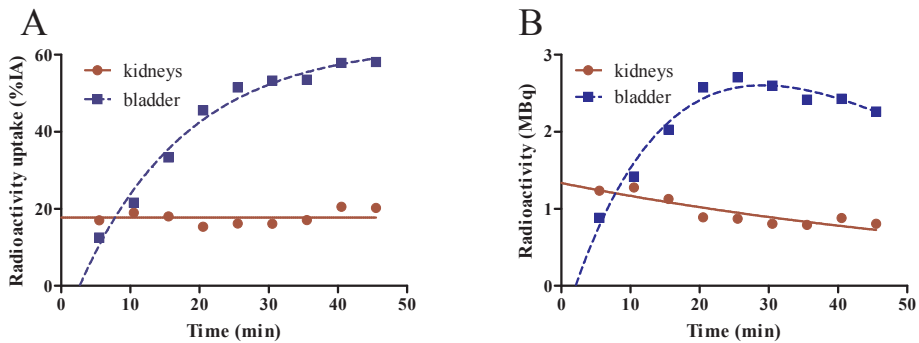 A
Radioactivity uptake (%IA)
60
40
20
0
kidneys
bladder
0 10 20 30 40 50
Time (min)
B
Radioactivity (MBq)
3
2
1
0
kidneys
bladder
0 10 20 30 40 50
Time (min)